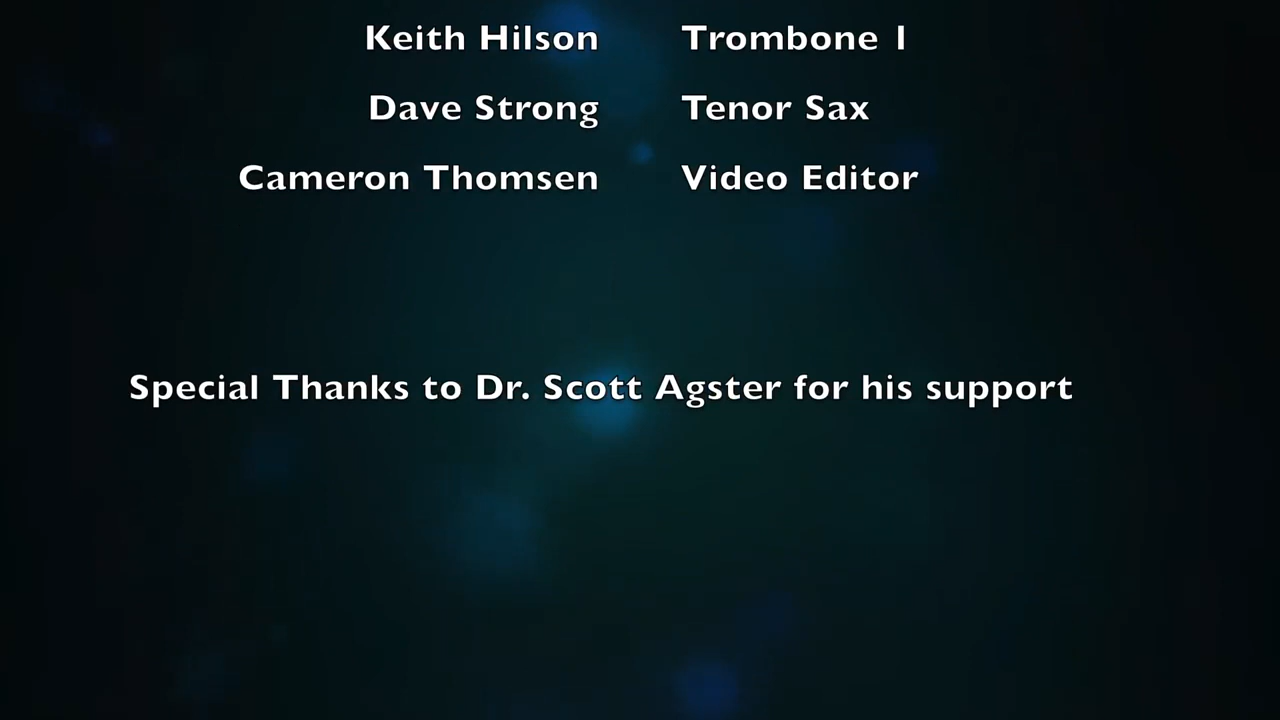 Keith Hilson Trombone 1
Dave Strong Tenor Sax
Cameron Thomsen Video Editor
Special Thanks to Dr. Scott Agster for his support